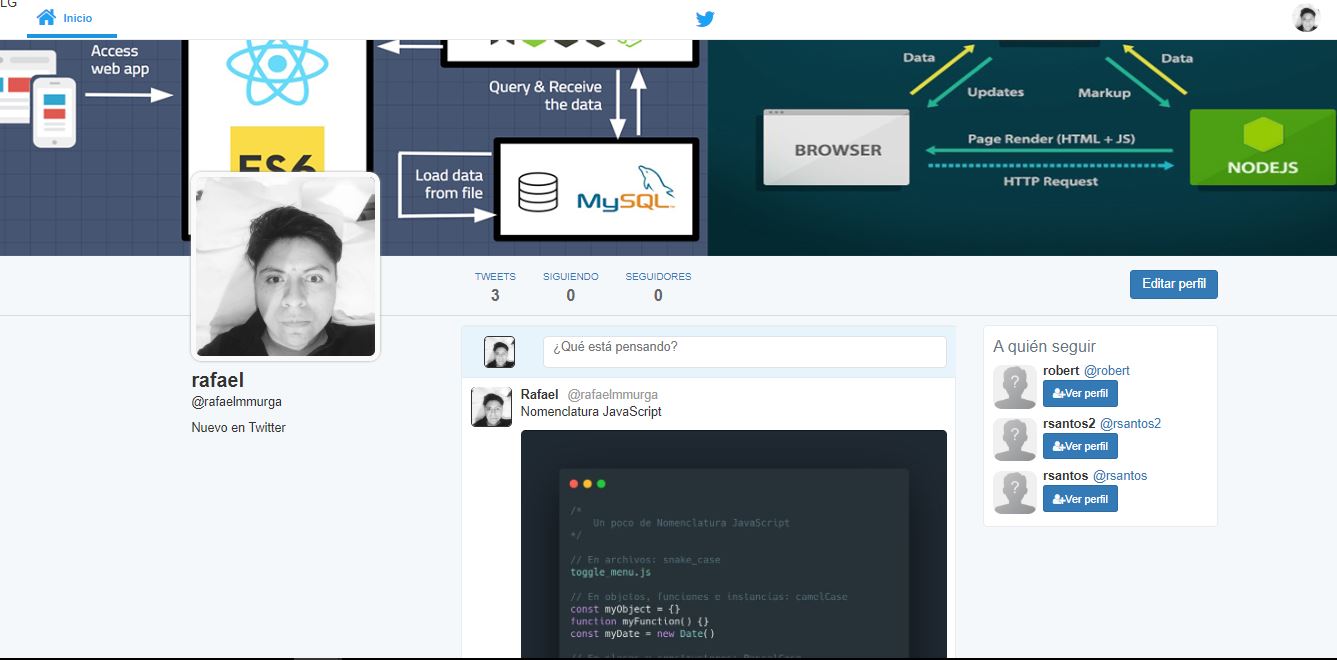 LG
Inicio
Access
web app
ES6
Query & Receive
the data
Load data
from file
MySQL
Data
Updates
Markup
Data
BROWSER
Page Render (HTML + JS)
HTTP Request
NODEJS
TWEETS
3
SIGUIENDO
0
SEGUIDORES
0
Editar perfil
rafael
@rafaelmmurga
Nuevo en Twitter
¿Qué está pensando?
Rafael @rafaelmmurga
Nomenclatura JavaScript
/*
Un poco de Nomenclatura JavaScript
*/
// En archivos: snake_case
toggle_menu.js
// En objetos, funciones e instancias: camelCase
const myObject = {}
function myFunction() {}
const myDate = new Date()
A quién seguir
robert @robert
Ver perfil
rsantos2 @rsantos2
Ver perfil
rsantos @rsantos
Ver perfil